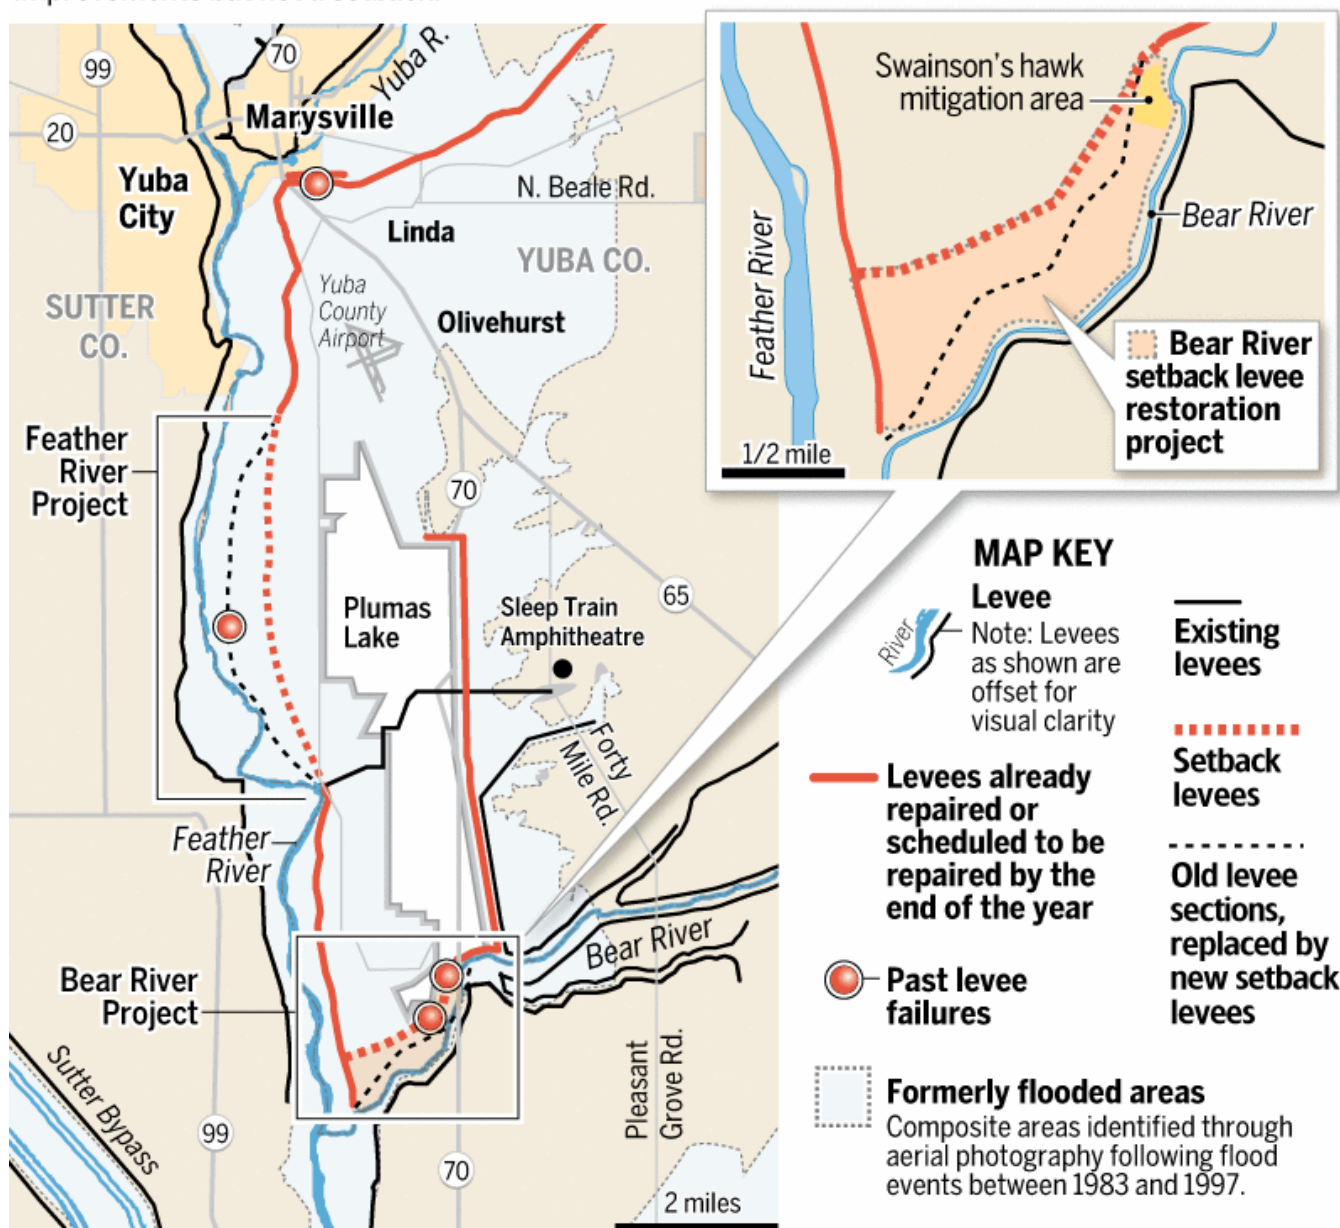 99
70
Yuba R.
20
Marysville
Yuba
City
N. Beale Rd.
Linda
YUBA CO.
SUTTER
CO.
Yuba
County
Airport
Olivehurst
Feather
River
Project
70
65
Plumas
Lake
Sleep Train
Amphitheatre
Forty
Mile Rd.
Feather
River
Bear River
Bear River
Project
Sutter Bypass
99
70
Pleasant
Grove Rd.
2 miles
Swainson's hawk
mitigation area
Bear River
Feather River
Bear River
setback levee
restoration
project
1/2 mile
MAP KEY
River
Levee
Note: Levees
as shown are
offset for
visual clarity
Existing
levees
Setback
levees
Levees already
repaired or
scheduled to be
repaired by the
end of the year
Old levee
sections,
replaced by
new setback
levees
Past levee
failures
Formerly flooded areas
Composite areas identified through
aerial photography following flood
events between 1983 and 1997.